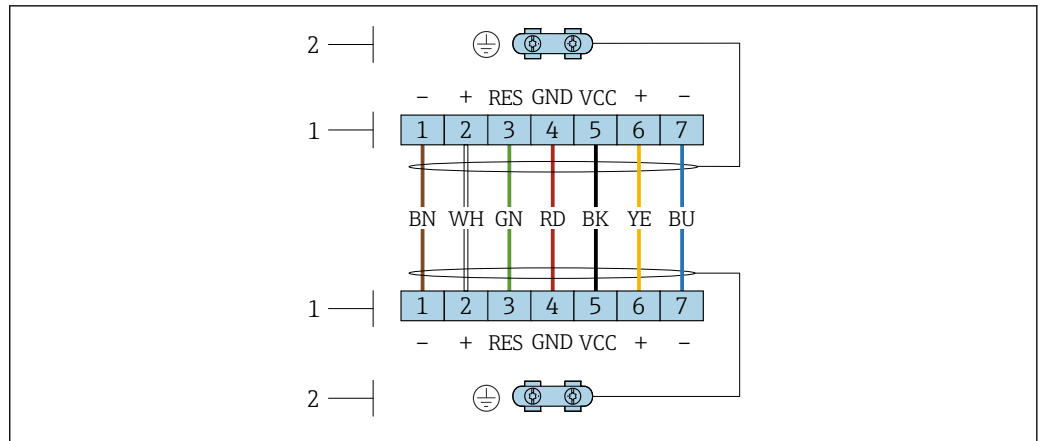 2
– + RES GND VCC + –
1 1 2 3 4 5 6 7
BN WH GN RD BK YE BU
1 1 2 3 4 5 6 7
– + RES GND VCC + –
2